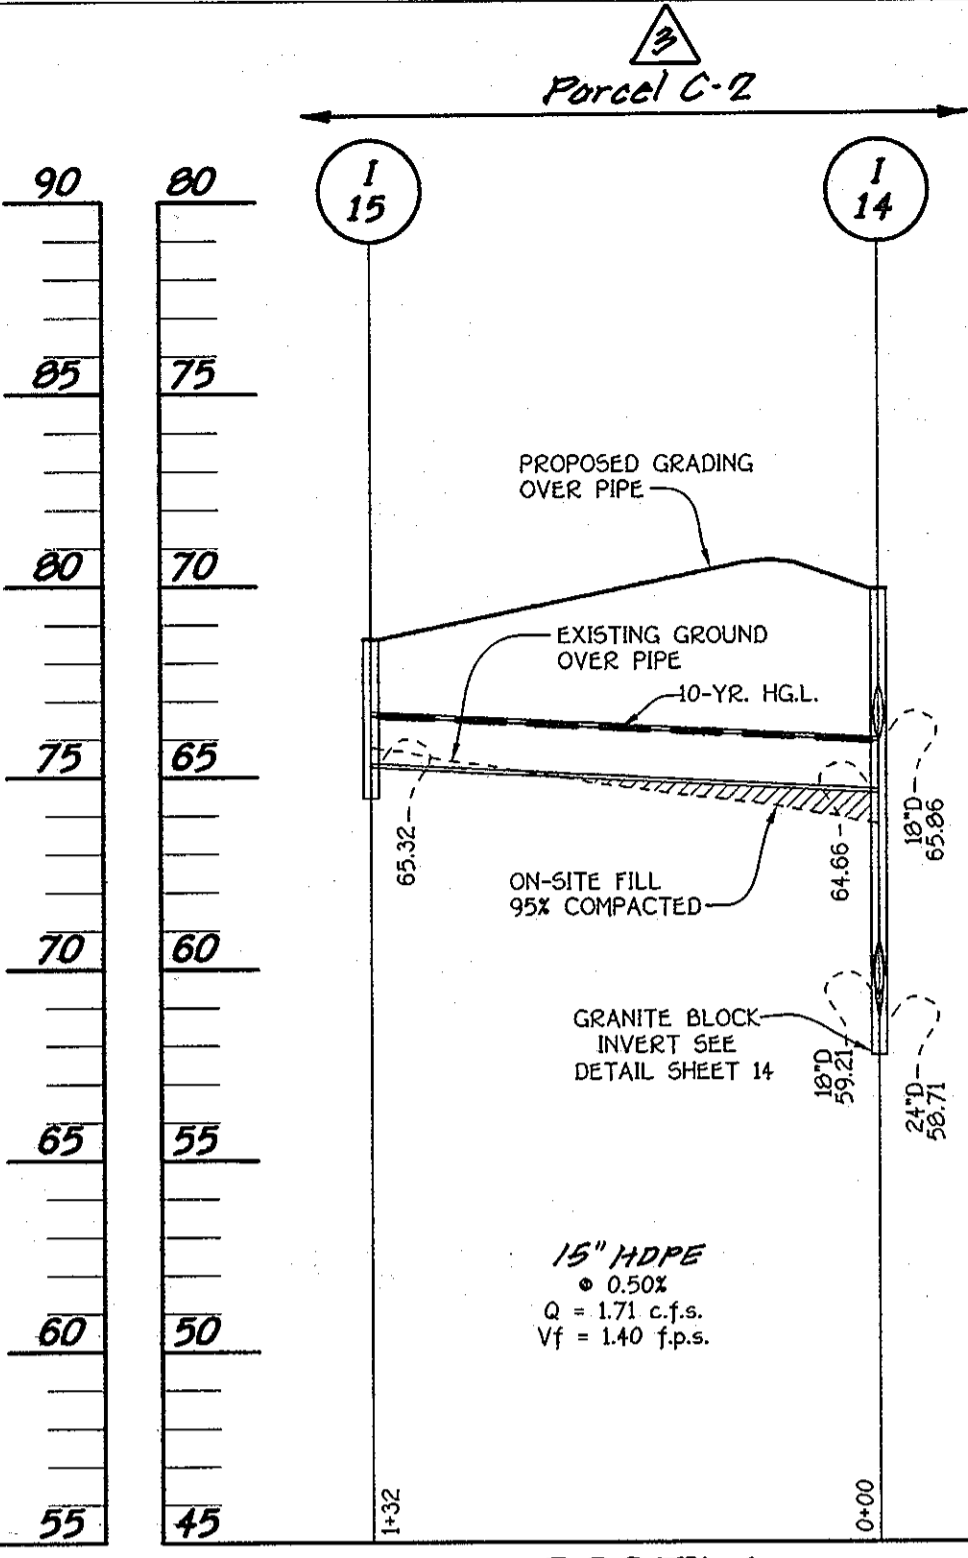 3
Parcel C-2
I
15
I
14
90
80
85
75
80
70
75
65
70
60
65
55
60
50
55
45
PROPOSED GRADING
OVER PIPE
EXISTING GROUND
OVER PIPE
10-YR. HG.L.
65.32
64.66
18"D
65.86
ON-SITE FILL
95% COMPACTED
GRANITE BLOCK
INVERT SEE
DETAIL SHEET 14
18"D
59.21
24"D
58.71
15" HDPE
@ 0.50%
Q = 1.71 c.f.s.
Vf = 1.40 f.p.s.
1+32
0+00